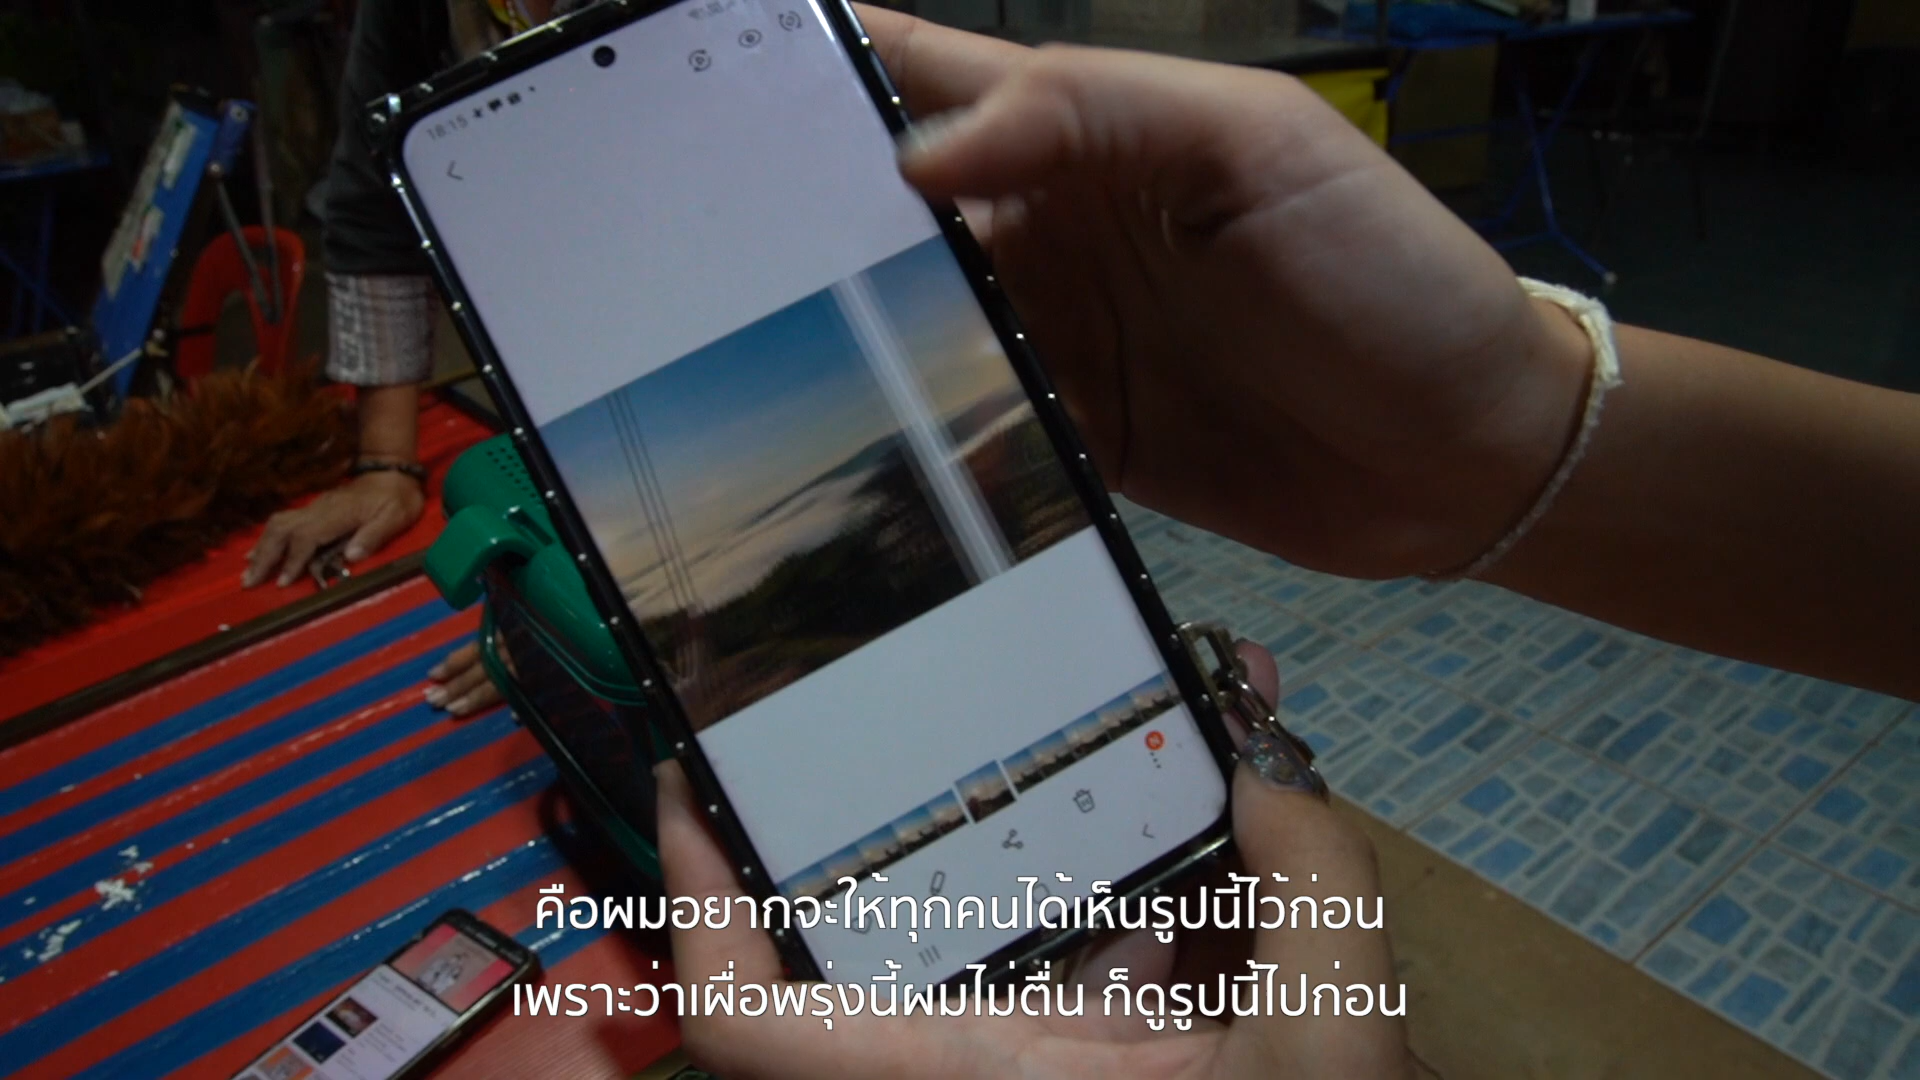 18:15
คือผมอยากจะให้ทุกคนได้เห็นรูปนี้ไว้ก่อน
เพราะว่าเผื่อพรุ่งนี้ผมไม่ตื่น ก็ดูรูปนี้ไปก่อน